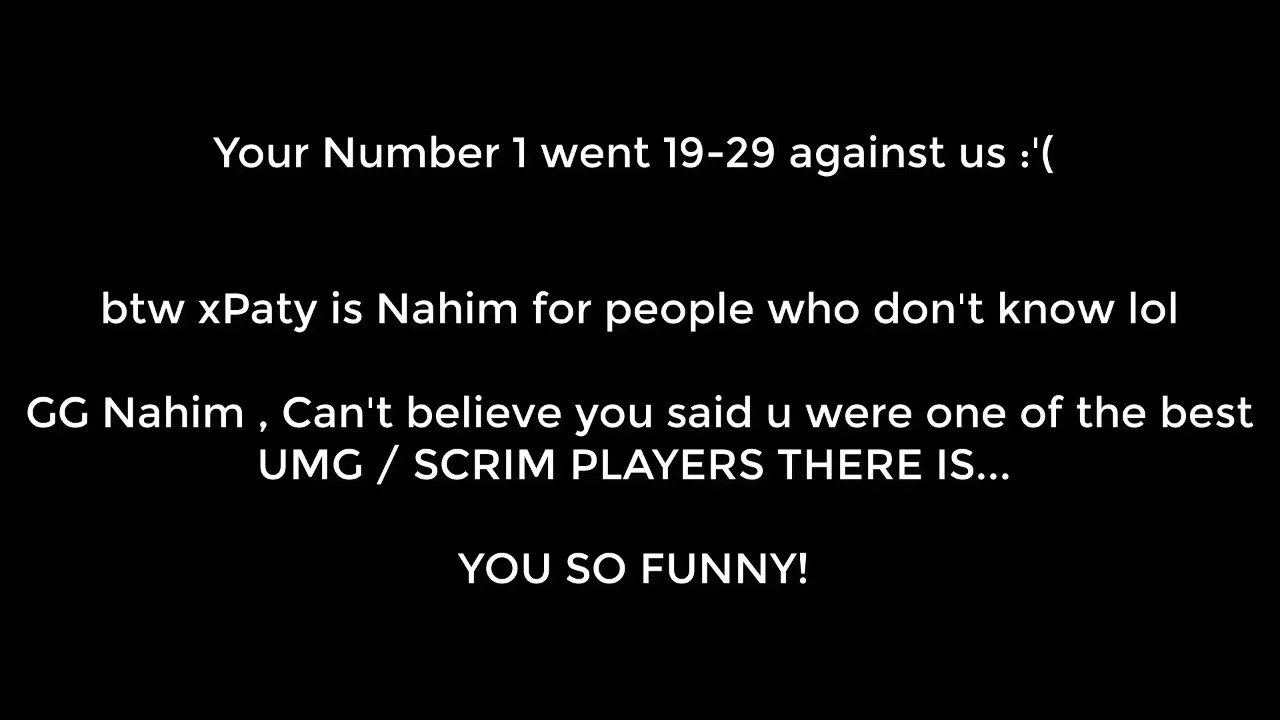 Your Number 1 went 19-29 against us :'(
btw xPaty is Nahim for people who don't know lol
GG Nahim , Can't believe you said u were one of the best
UMG / SCRIM PLAYERS THERE IS...
YOU SO FUNNY!